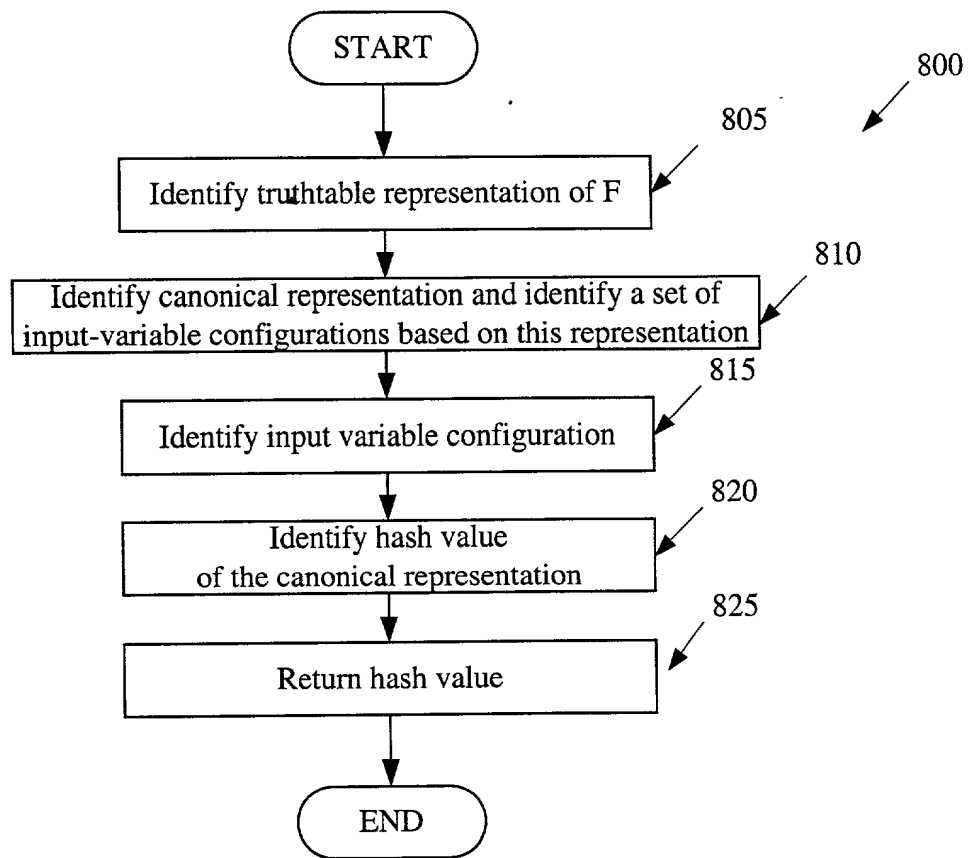 START
800
805
Identify truthtable representation of F
810
Identify canonical representation and identify a set of
input-variable configurations based on this representation
815
Identify input variable configuration
820
Identify hash value
of the canonical representation
825
Return hash value
END